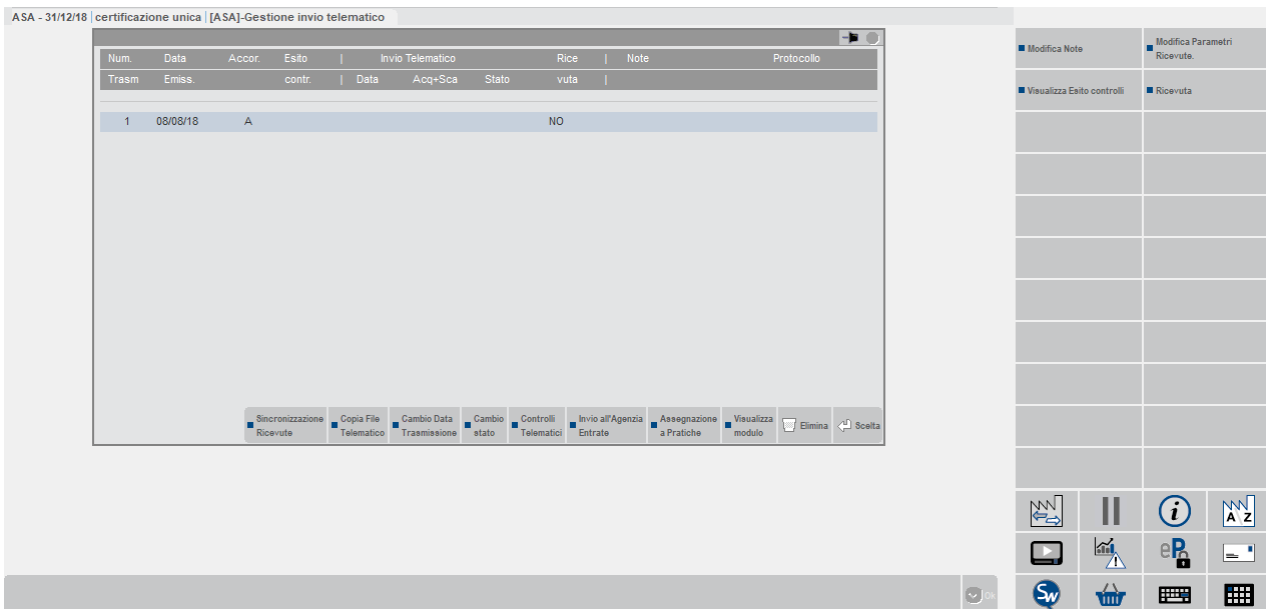 ASA - 31/12/18 | certificazione unica | [ASA]-Gestione invio telematico
Num. Data Accor. Esito | Invio Telematico Rice | Note Protocollo
Trasm Emiss. contr. | Data Acq+Sca Stato vuta |
1 08/08/18 A NO
Sincronizzazione
Ricevute
Copia File
Telematico
Cambio Data
Trasmissione
Cambio
stato
Controlli
Telematici
Invio all'Agenzia
Entrate
Assegnazione
a Pratiche
Visualizza
modulo
Elimina
Scelta
Modifica Note
Modifica Parametri
Ricevute.
Visualizza Esito controlli
Ricevuta
i
A Z
eP
Sw
Ok